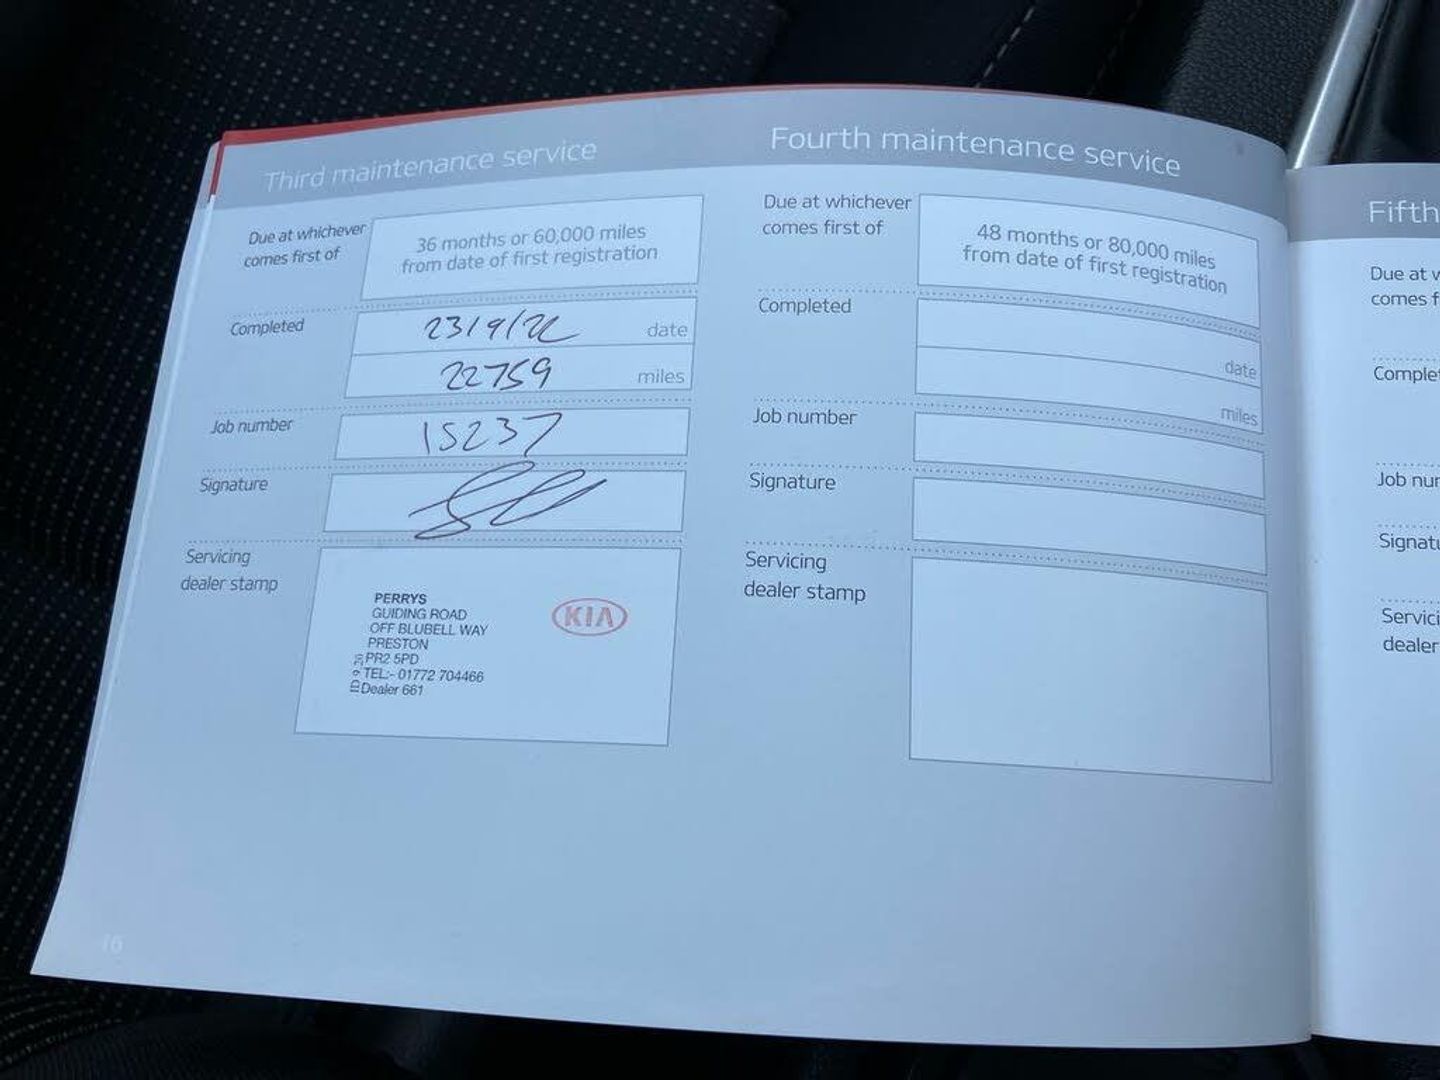 Third maintenance service
Due at whichever
comes first of
36 months or 60,000 miles
from date of first registration
Completed
23/9/22 date
22759 miles
Job number
15237
Signature
Servicing
dealer stamp
PERRYS
GUIDING ROAD
OFF BLUBELL WAY
PRESTON
PR2 5PD
TEL:- 01772 704466
Dealer 661
KIA
16
Fourth maintenance service
Due at whichever
comes first of
48 months or 80,000 miles
from date of first registration
Completed
date
miles
Job number
Signature
Servicing
dealer stamp
Fifth
Due at w
comes f
Complet
Job nur
Signatu
Servici
dealer